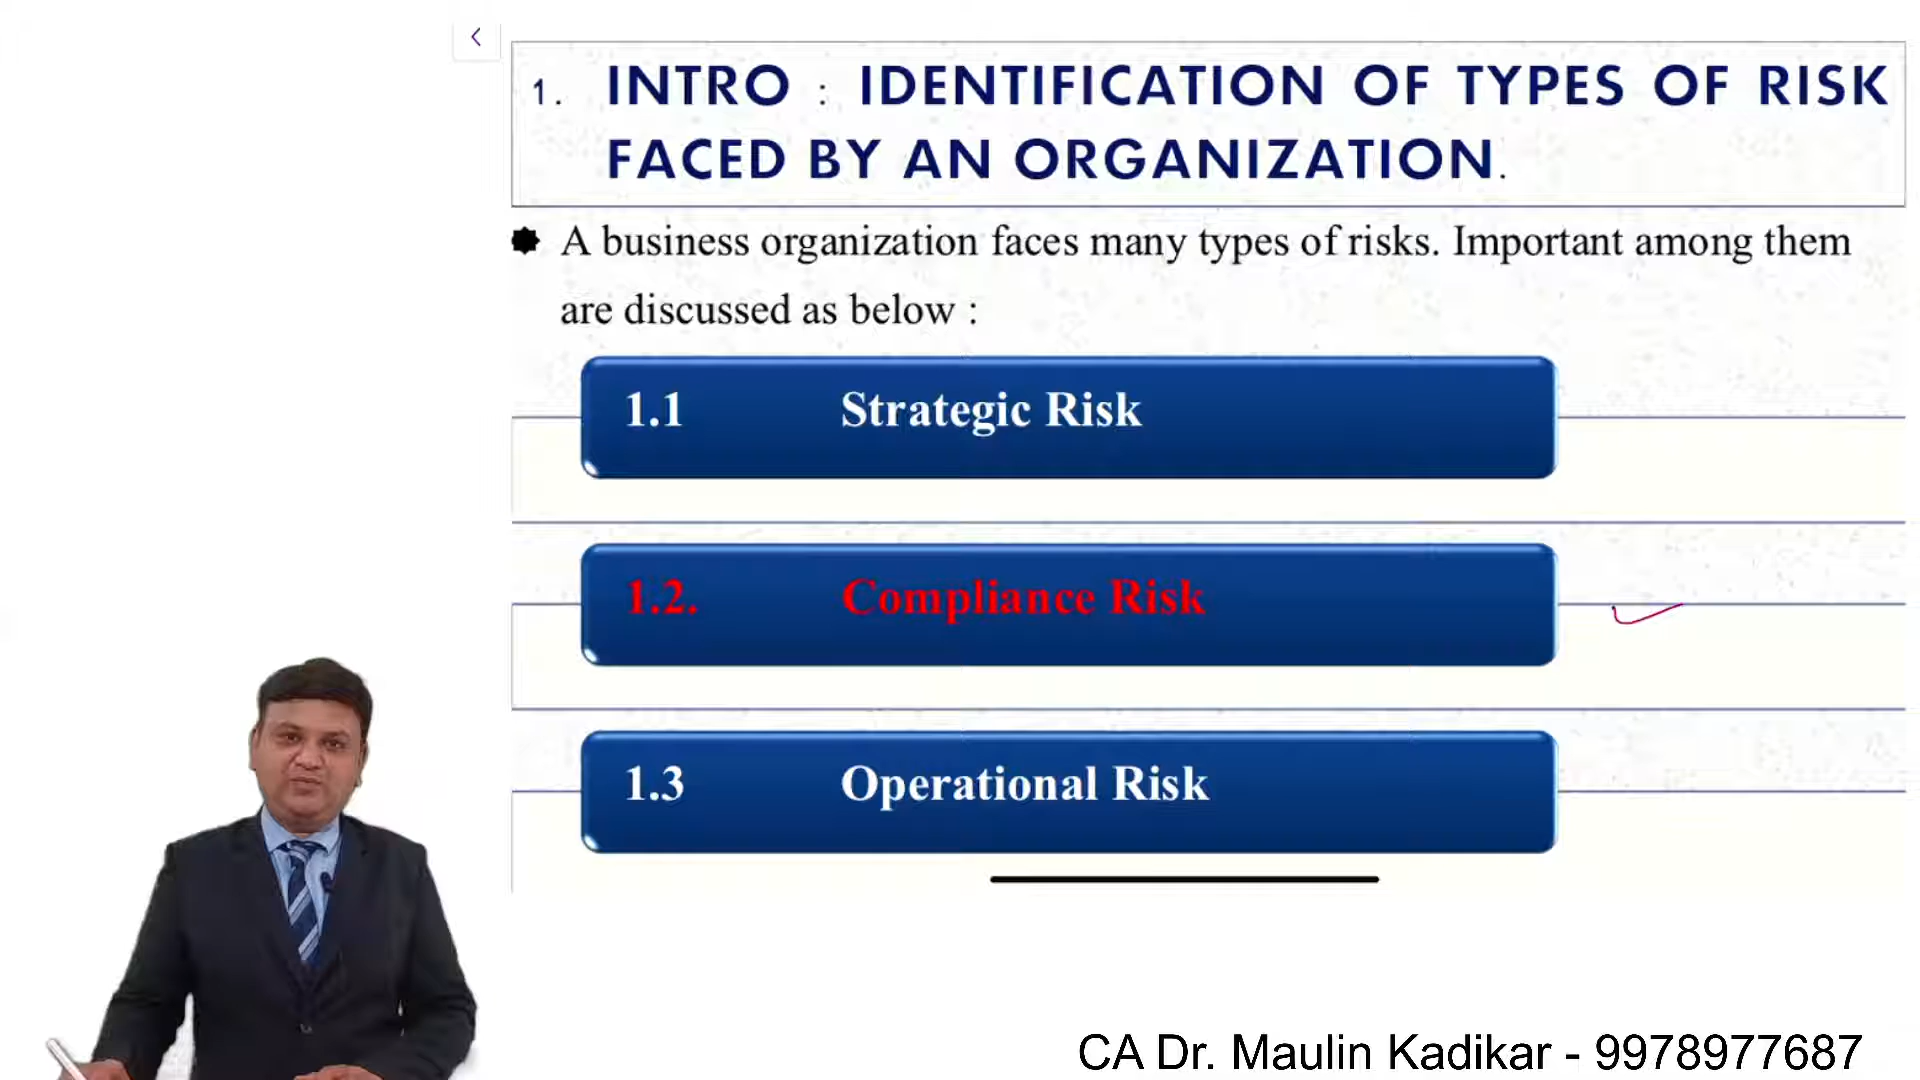 1. INTRO : IDENTIFICATION OF TYPES OF RISK
FACED BY AN ORGANIZATION.
A business organization faces many types of risks. Important among them
are discussed as below :
1.1 Strategic Risk
1.2. Compliance Risk
1.3 Operational Risk
CA Dr. Maulin Kadikar - 9978977687